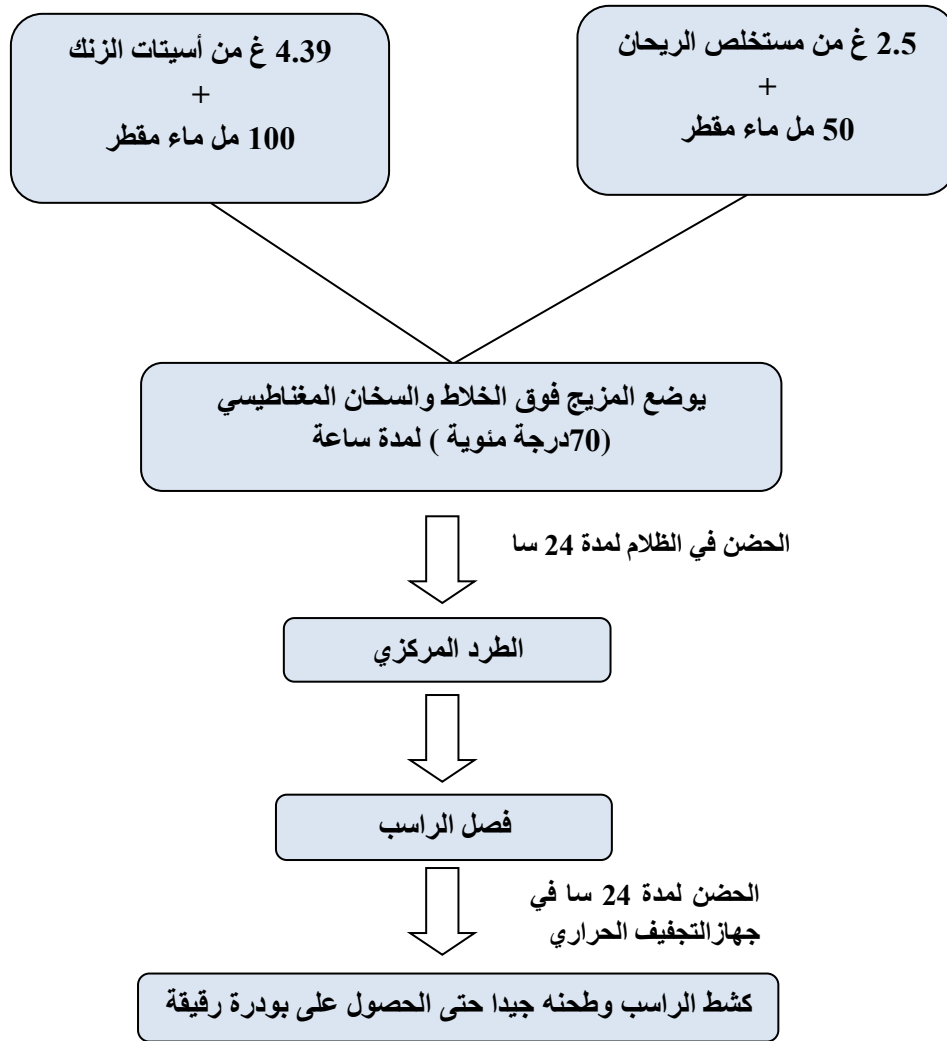 2.5 غ من مستخلص الريحان
+
50 مل ماء مقطر
4.39 غ من أسيتات الزنك
+
100 مل ماء مقطر
يوضع المزيج فوق الخلاط والسخان المغناطيسي
(70درجة مئوية ) لمدة ساعة
الحضن في الظلام لمدة 24 سا
الطرد المركزي
فصل الراسب
الحضن لمدة 24 سا في
جهازالتجفيف الحراري
كشط الراسب وطحنه جيدا حتى الحصول على بودرة رقيقة